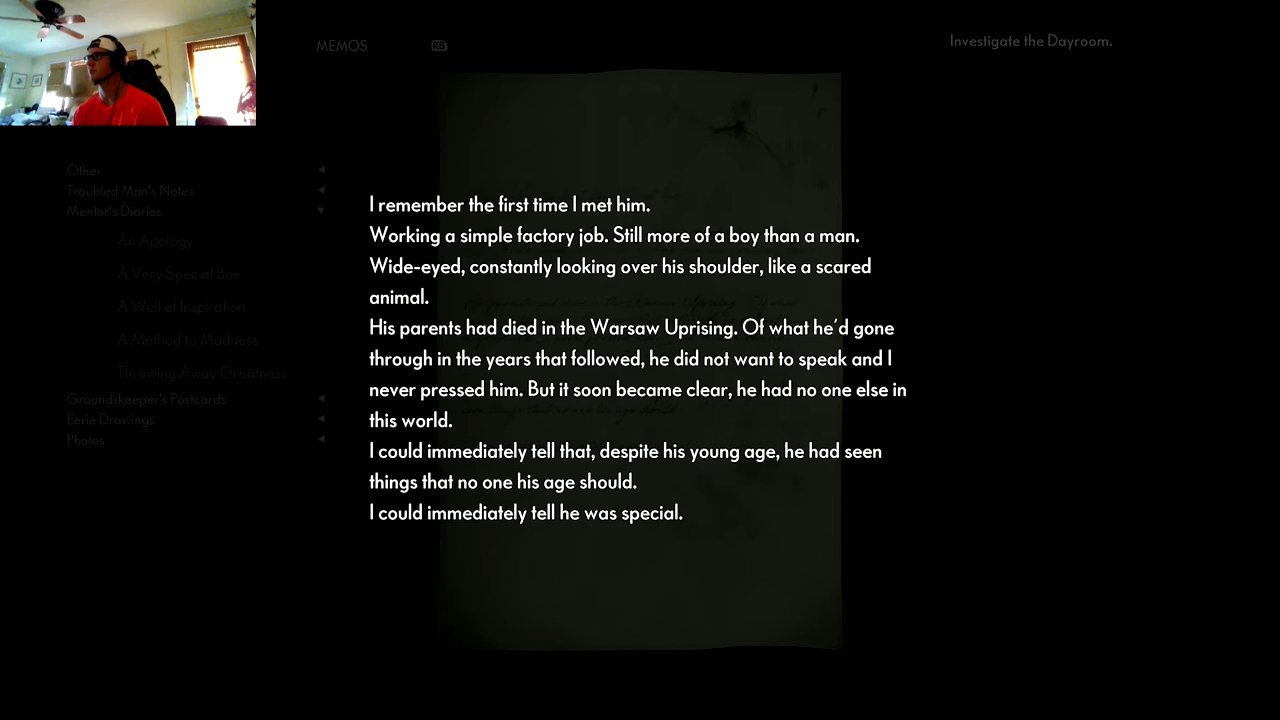 MEMOS
RB
Investigate the Dayroom.
Other
Troubled Man's Notes
Mentor's Diaries
An Apology
A Very Special Boy
A Well of Inspiration
A Method to Madness
Throwing Away Greatness
Groundskeeper's Postcards
Eerie Drawings
Photos
I remember the first time I met him.
Working a simple factory job. Still more of a boy than a man.
Wide-eyed, constantly looking over his shoulder, like a scared
animal.
His parents had died in the Warsaw Uprising. Of what he'd gone
through in the years that followed, he did not want to speak and I
never pressed him. But it soon became clear, he had no one else in
this world.
I could immediately tell that, despite his young age, he had seen
things that no one his age should.
I could immediately tell he was special.